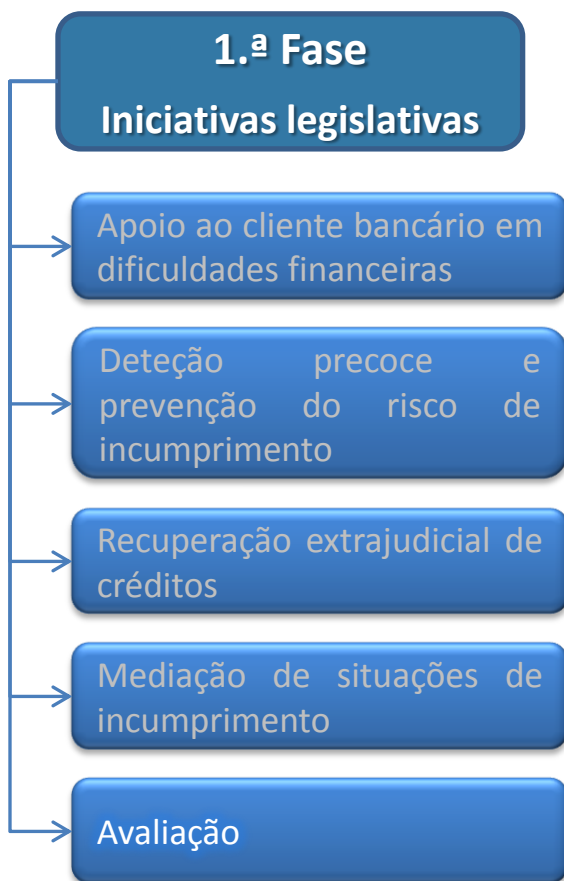 1.ª Fase
Iniciativas legislativas
Apoio ao cliente bancário em
dificuldades financeiras
Deteção precoce e
prevenção do risco de
incumprimento
Recuperação extrajudicial de
créditos
Mediação de situações de
incumprimento
Avaliação